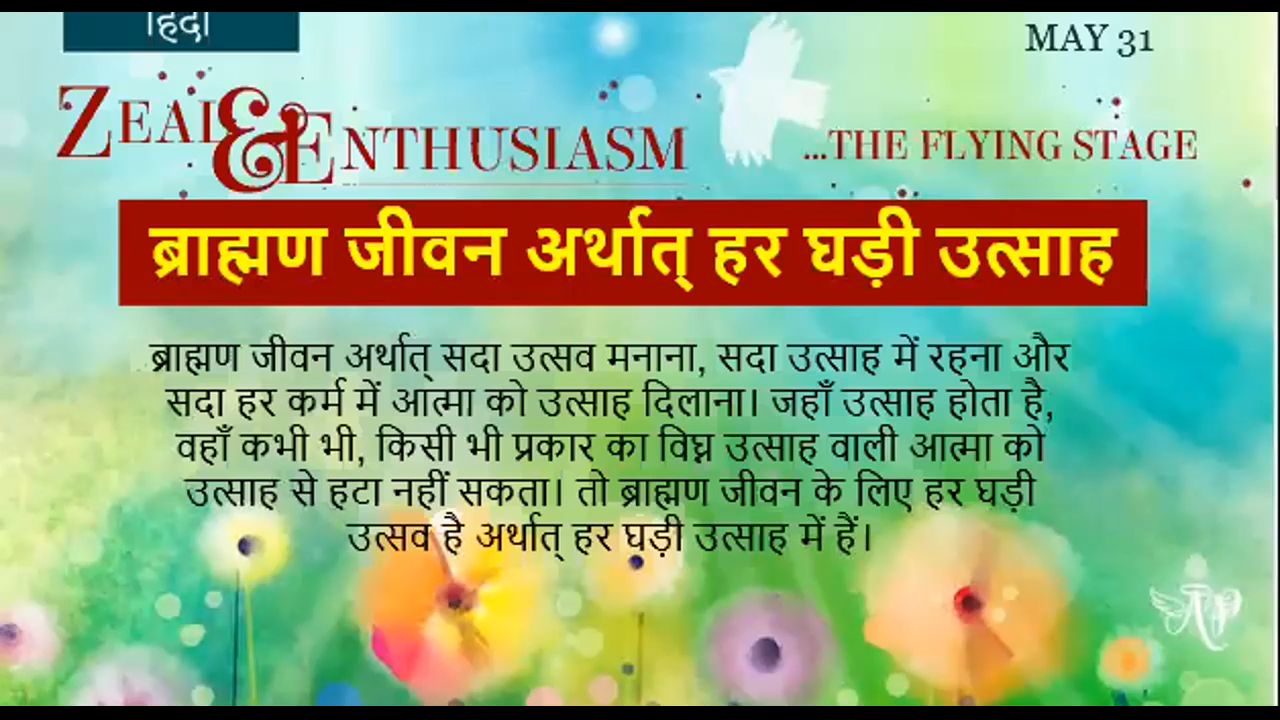 हिंदी
MAY 31
ZEAL & ENTHUSIASM
...THE FLYING STAGE
ब्राह्मण जीवन अर्थात् हर घड़ी उत्साह
ब्राह्मण जीवन अर्थात् सदा उत्सव मनाना, सदा उत्साह में रहना और
सदा हर कर्म में आत्मा को उत्साह दिलाना। जहाँ उत्साह होता है,
वहाँ कभी भी, किसी भी प्रकार का विघ्न उत्साह वाली आत्मा को
उत्साह से हटा नहीं सकता। तो ब्राह्मण जीवन के लिए हर घड़ी
उत्सव है अर्थात् हर घड़ी उत्साह में हैं।